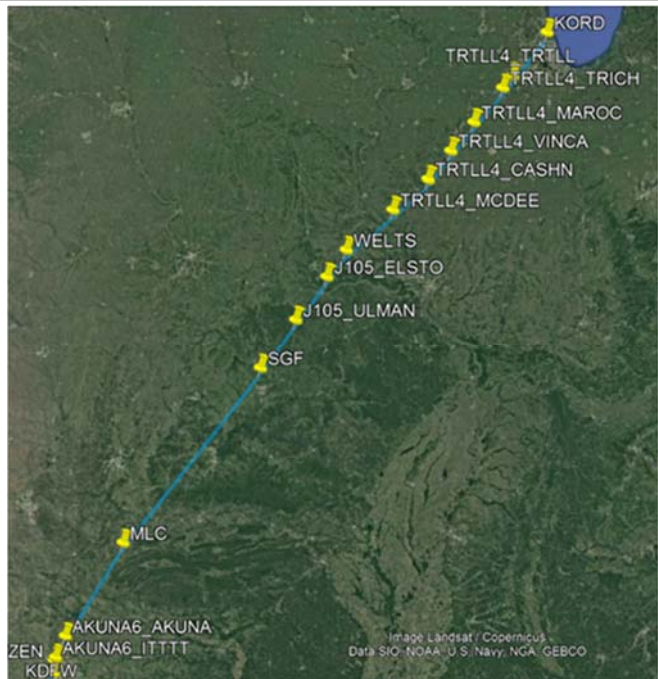 KORD
TRTLL4_TRTLL
TRTLL4_TRICH
TRTLL4_MAROC
TRTLL4_VINCA
TRTLL4_CASHN
TRTLL4_MCDEE
WELTS
J105_ELSTO
J105_ULMAN
SGF
MLC
AKUNA6_AKUNA
ZEN AKUNA6_ITTTT
KDFW
Image Landsat / Copernicus
Data SIO, NOAA, U.S. Navy, NGA, GEBCO